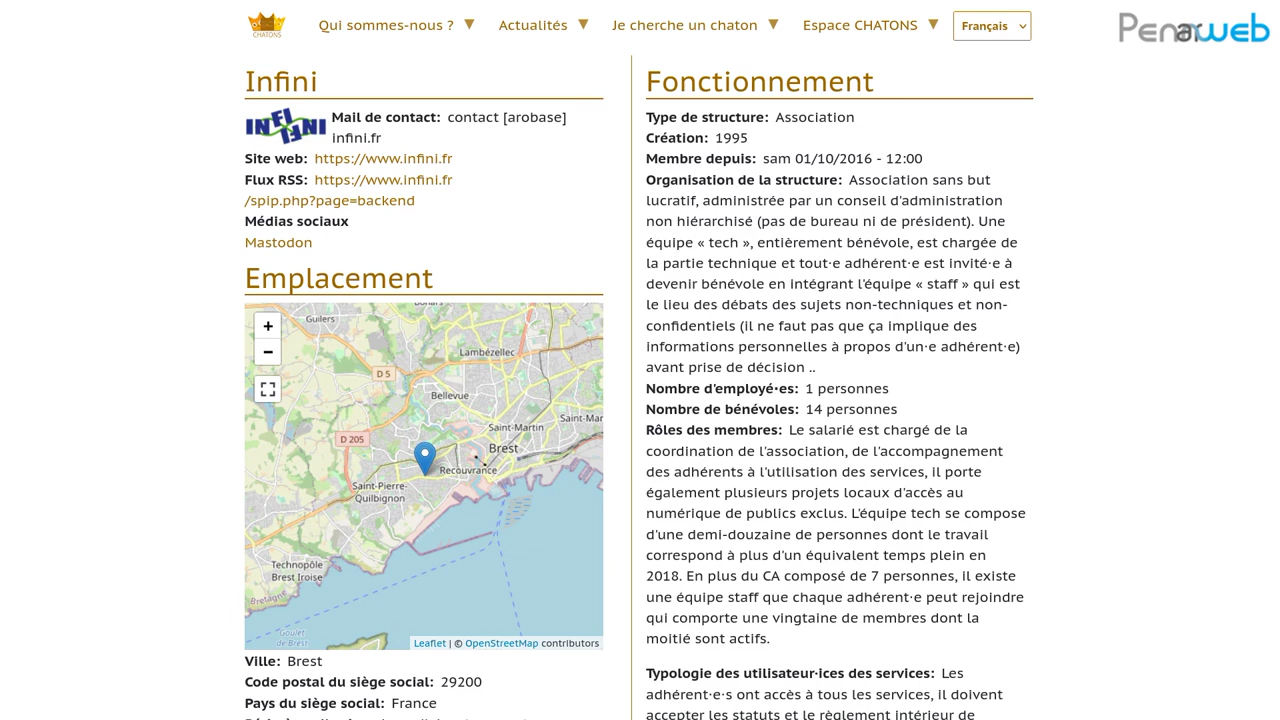 CHATONS
Qui sommes-nous ? ▼ Actualités ▼ Je cherche un chaton ▼ Espace CHATONS ▼ Français
Penarweb
Infini
INFINI
Mail de contact: contact [arobase]
infini.fr
Site web: https://www.infini.fr
Flux RSS: https://www.infini.fr
/spip.php?page=backend
Médias sociaux
Mastodon
Emplacement
+
−
Guilers
Lambézellec
D 5
Bellevue
Saint-Mar
Saint-Martin
D 205
Brest
Recouvrance
Saint-Pierre-
Quilbignon
Technopôle
Brest Iroise
Bretagne
Goulet
de Brest
Leaflet | © OpenStreetMap contributors
Ville: Brest
Code postal du siège social: 29200
Pays du siège social: France
Fonctionnement
Type de structure: Association
Création: 1995
Membre depuis: sam 01/10/2016 - 12:00
Organisation de la structure: Association sans but
lucratif, administrée par un conseil d'administration
non hiérarchisé (pas de bureau ni de président). Une
équipe « tech », entièrement bénévole, est chargée de
la partie technique et tout·e adhérent·e est invité·e à
devenir bénévole en intégrant l'équipe « staff » qui est
le lieu des débats des sujets non-techniques et non-
confidentiels (il ne faut pas que ça implique des
informations personnelles à propos d'un·e adhérent·e)
avant prise de décision ..
Nombre d'employé·es: 1 personnes
Nombre de bénévoles: 14 personnes
Rôles des membres: Le salarié est chargé de la
coordination de l'association, de l'accompagnement
des adhérents à l'utilisation des services, il porte
également plusieurs projets locaux d'accès au
numérique de publics exclus. L'équipe tech se compose
d'une demi-douzaine de personnes dont le travail
correspond à plus d'un équivalent temps plein en
2018. En plus du CA composé de 7 personnes, il existe
une équipe staff que chaque adhérent·e peut rejoindre
qui comporte une vingtaine de membres dont la
moitié sont actifs.
Typologie des utilisateur·ices des services: Les
adhérent·e·s ont accès à tous les services, il doivent
accepter les statuts et le règlement intérieur de